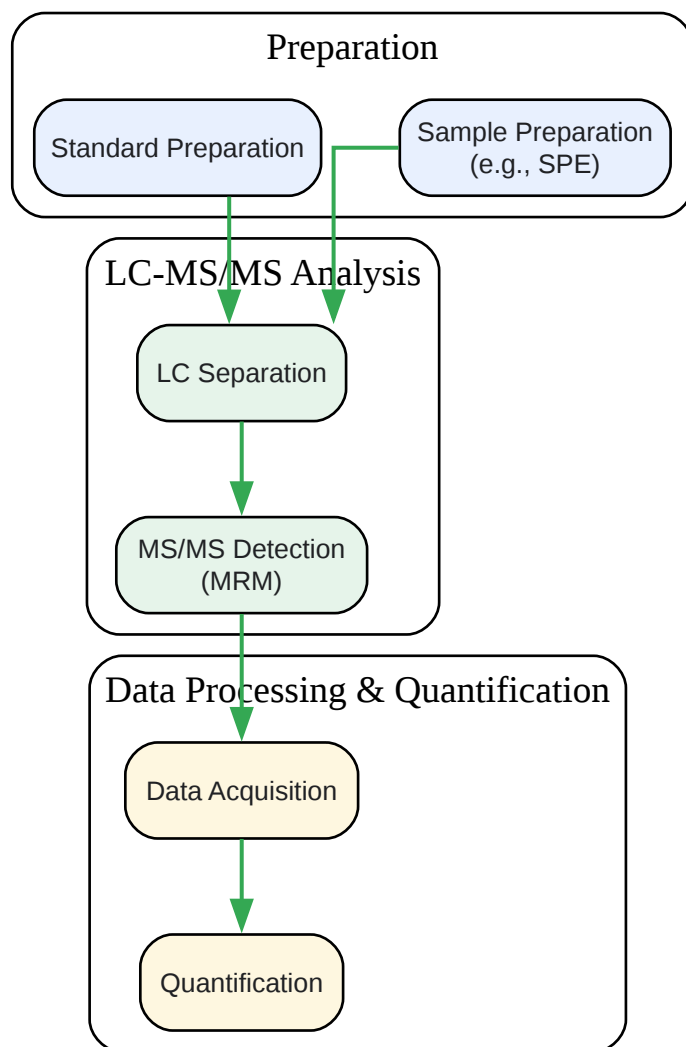 Preparation
Standard Preparation
Sample Preparation
(e.g., SPE)
LC-MS/MS Analysis
LC Separation
MS/MS Detection
(MRM)
Data Processing & Quantification
Data Acquisition
Quantification